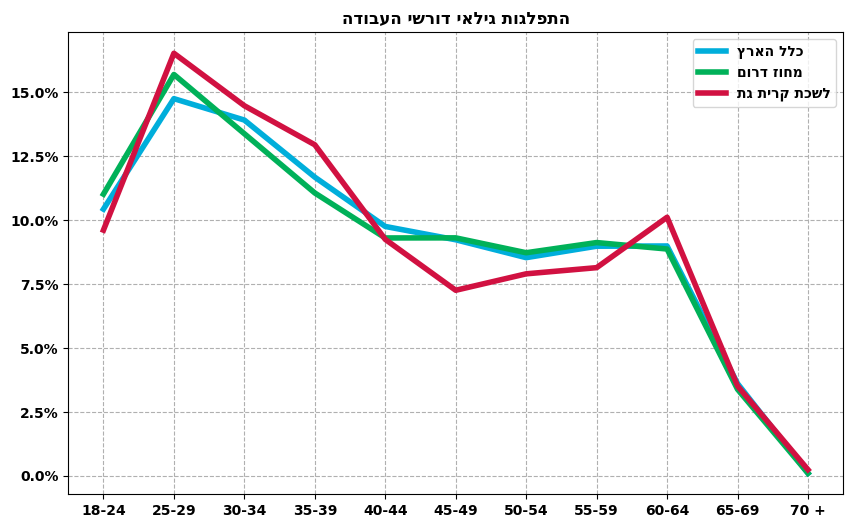 התפלגות גילאי דורשי העבודה
כלל הארץ
מחוז דרום
לשכת קרית גת
15.0%
12.5%
10.0%
7.5%
5.0%
2.5%
0.0%
18-24 25-29 30-34 35-39 40-44 45-49 50-54 55-59 60-64 65-69 70 +